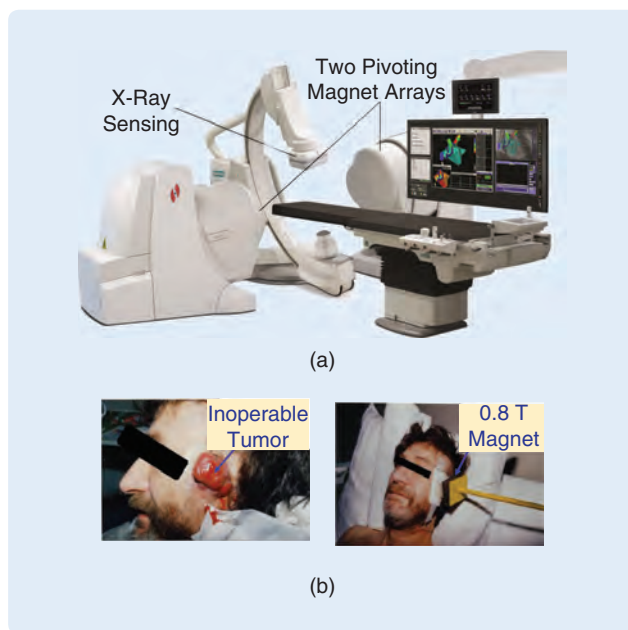 X-Ray
Sensing
Two Pivoting
Magnet Arrays
(a)
Inoperable
Tumor
0.8 T
Magnet
(b)